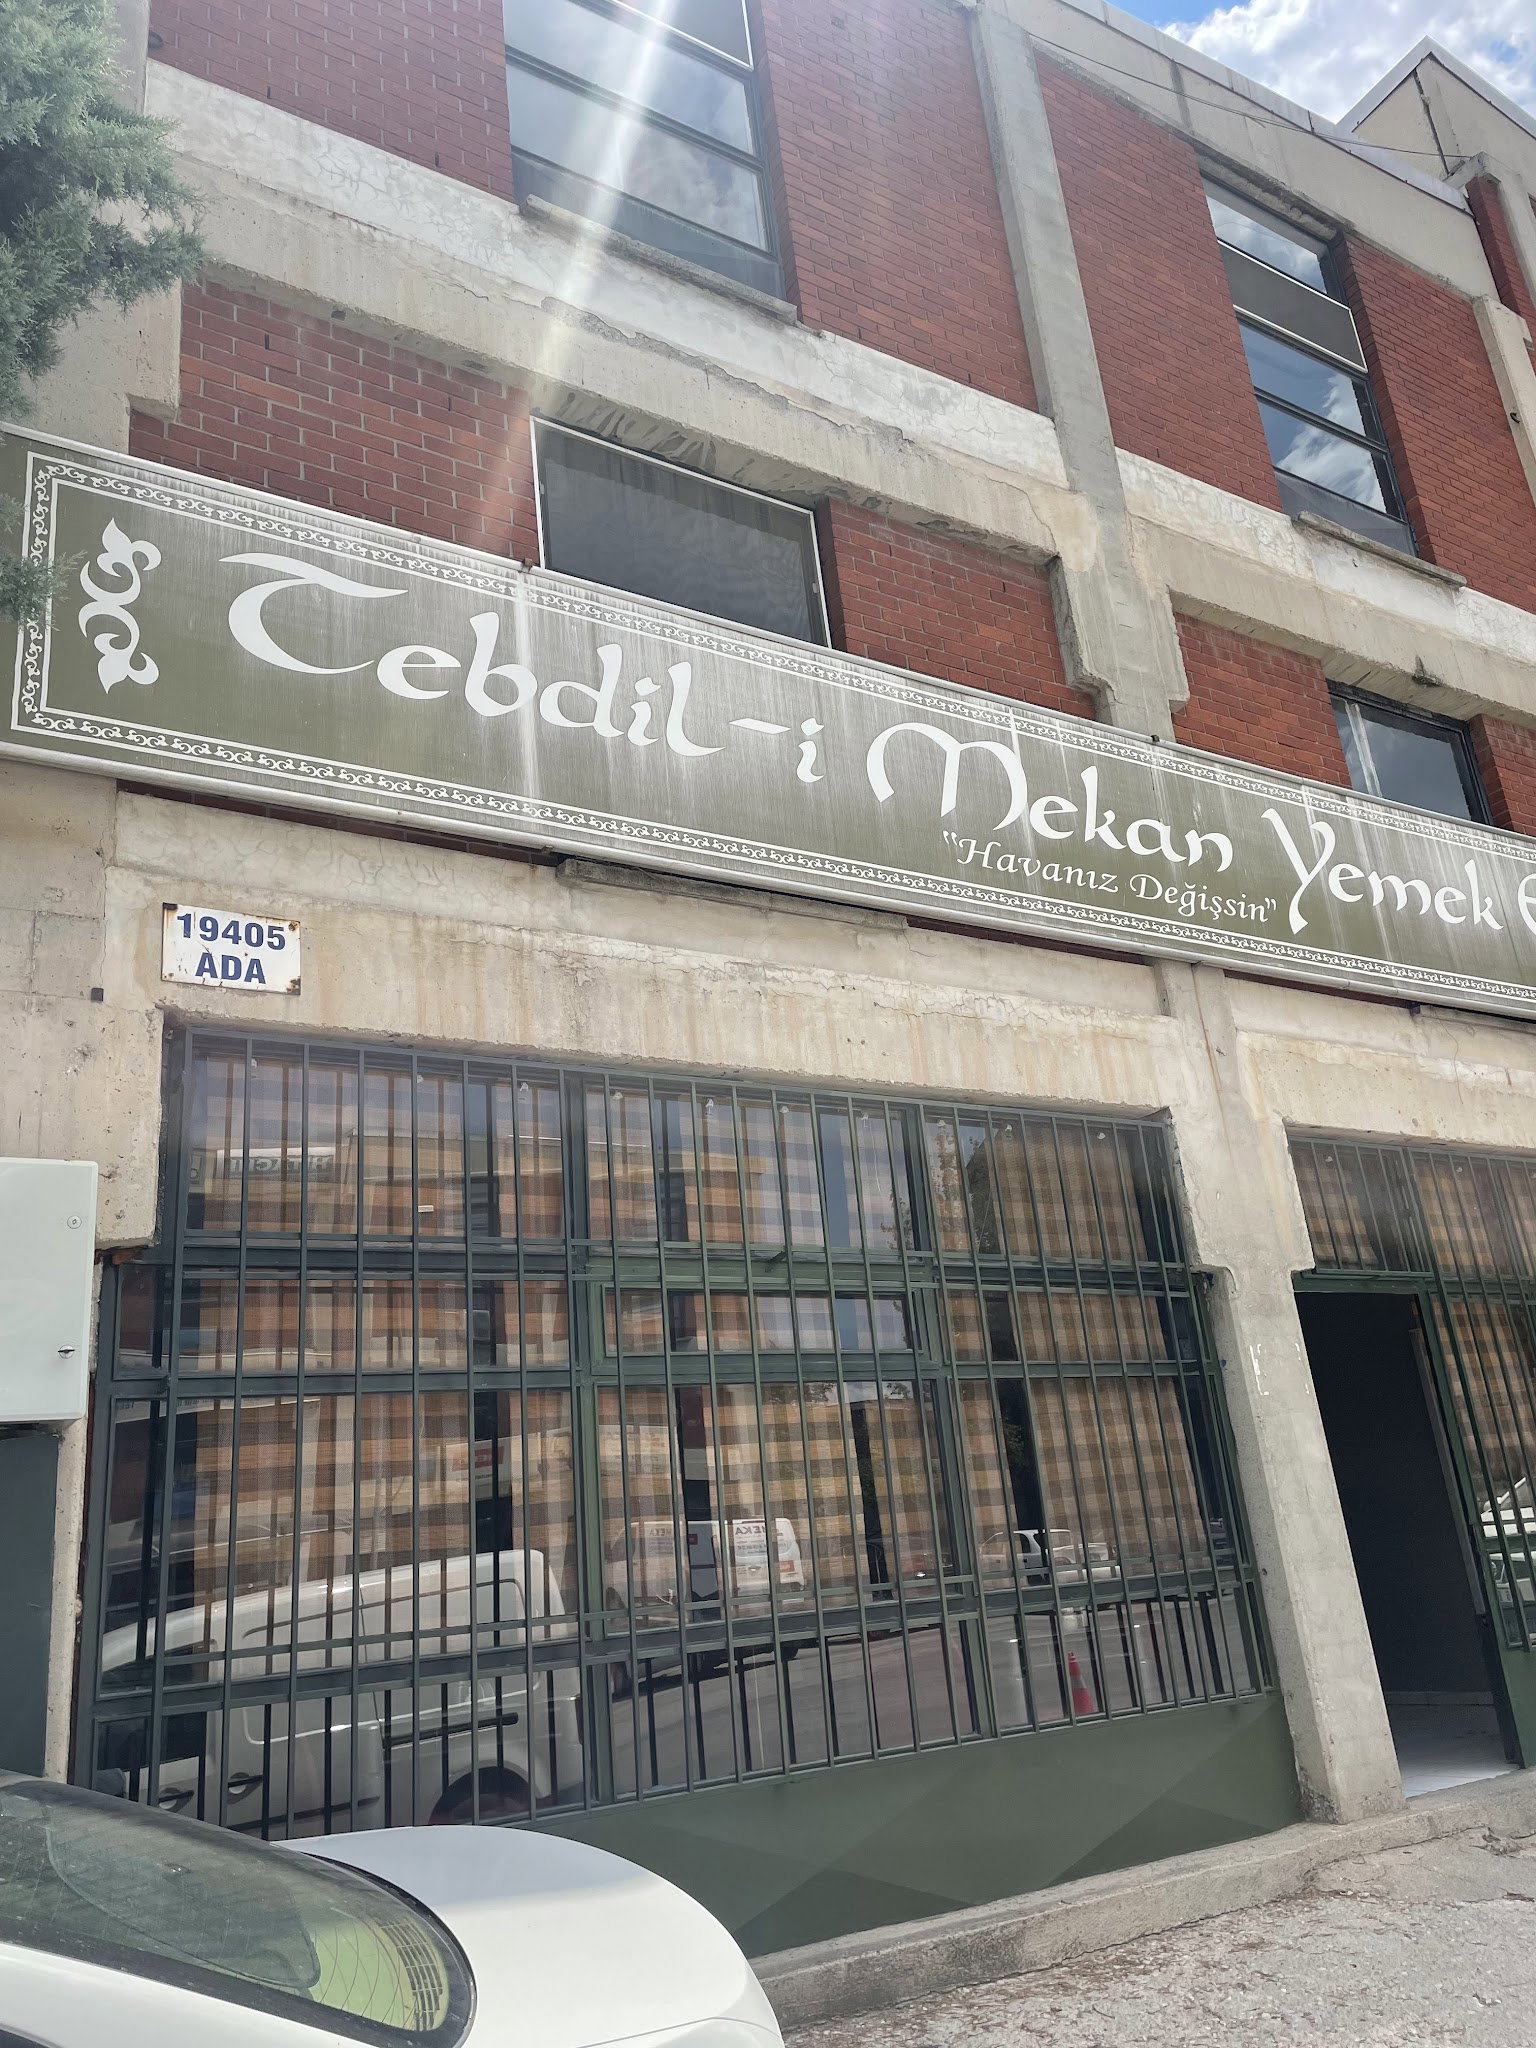 Tebdil-i Mekan Yemek
"Havanız Değişsin"
19405
ADA